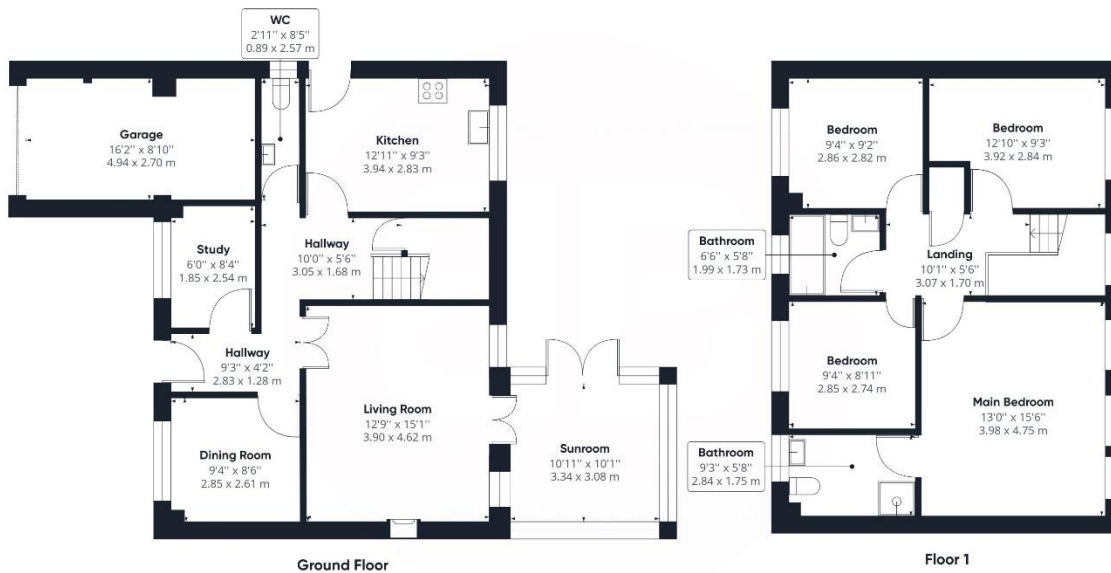 WC
2'11'' x 8'5''
0.89 x 2.57 m
Garage
16'2'' x 8'10''
4.94 x 2.70 m
Kitchen
12'11'' x 9'3''
3.94 x 2.83 m
Study
6'0'' x 8'4''
1.85 x 2.54 m
Hallway
10'0'' x 5'6''
3.05 x 1.68 m
Hallway
9'3'' x 4'2''
2.83 x 1.28 m
Living Room
12'9'' x 15'1''
3.90 x 4.62 m
Dining Room
9'4'' x 8'6''
2.85 x 2.61 m
Sunroom
10'11'' x 10'1''
3.34 x 3.08 m
Ground Floor
Bedroom
9'4'' x 9'2''
2.86 x 2.82 m
Bedroom
12'10'' x 9'3''
3.92 x 2.84 m
Bathroom
6'6'' x 5'8''
1.99 x 1.73 m
Landing
10'1'' x 5'6''
3.07 x 1.70 m
Bedroom
9'4'' x 8'11''
2.85 x 2.74 m
Main Bedroom
13'0'' x 15'6''
3.98 x 4.75 m
Bathroom
9'3'' x 5'8''
2.84 x 1.75 m
Floor 1